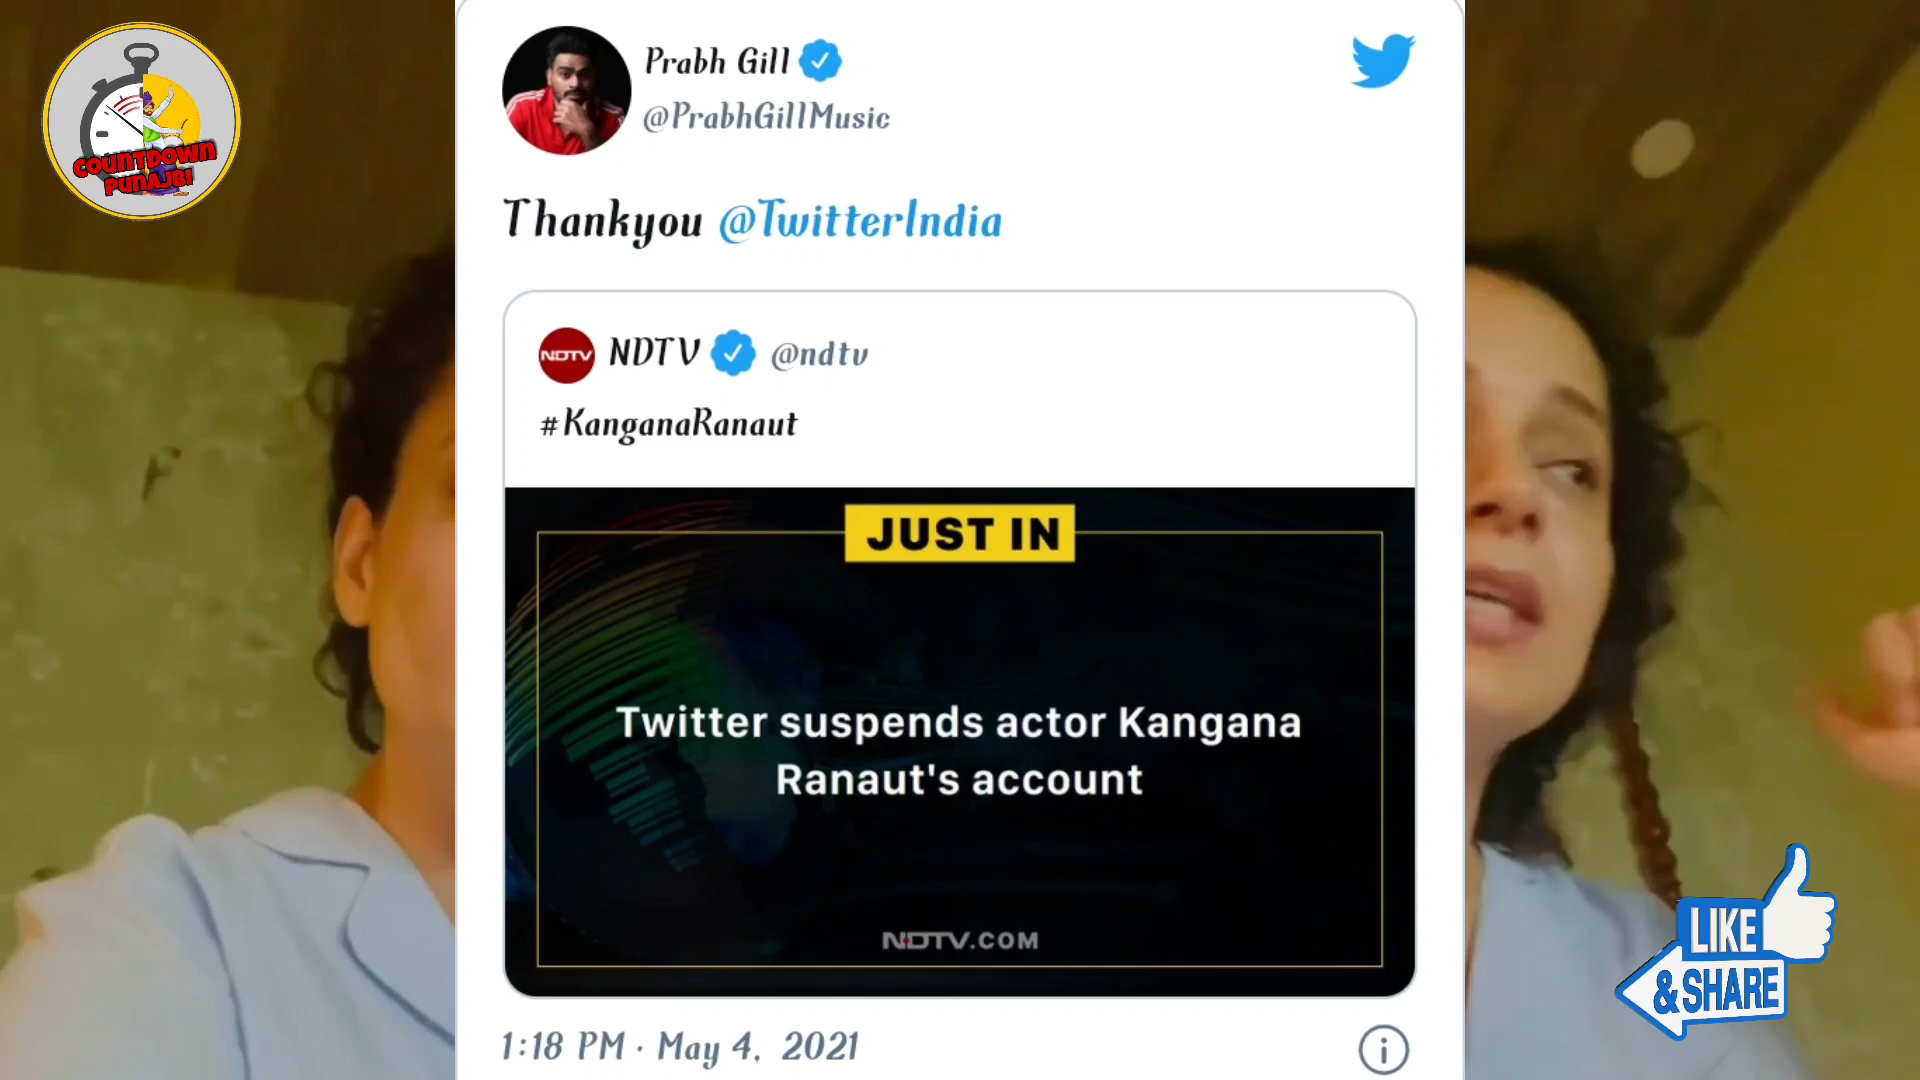 COUNTDOWN
PUNAJBI
Prabh Gill
@PrabhGillMusic
Thankyou @TwitterIndia
NDTV
NDTV @ndtv
#KanganaRanaut
JUST IN
Twitter suspends actor Kangana
Ranaut's account
NDTV.COM
1:18 PM · May 4, 2021
LIKE
& SHARE